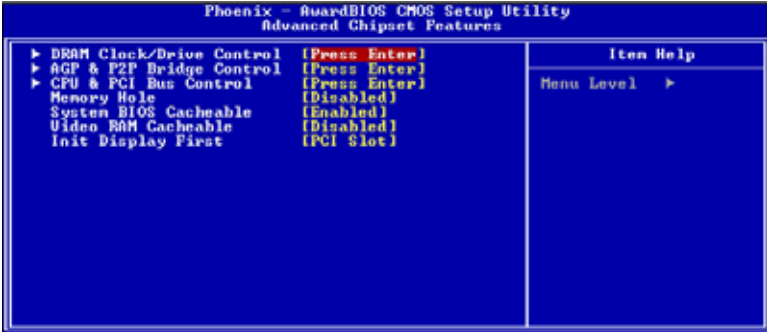 Phoenix - AwardBIOS CMOS Setup Utility
Advanced Chipset Features
► DRAM Clock/Drive Control [Press Enter]
► AGP & P2P Bridge Control [Press Enter]
► CPU & PCI Bus Control [Press Enter]
Memory Hole [Disabled]
System BIOS Cacheable [Enabled]
Video RAM Cacheable [Disabled]
Init Display First [PCI Slot]
Item Help
Menu Level ►